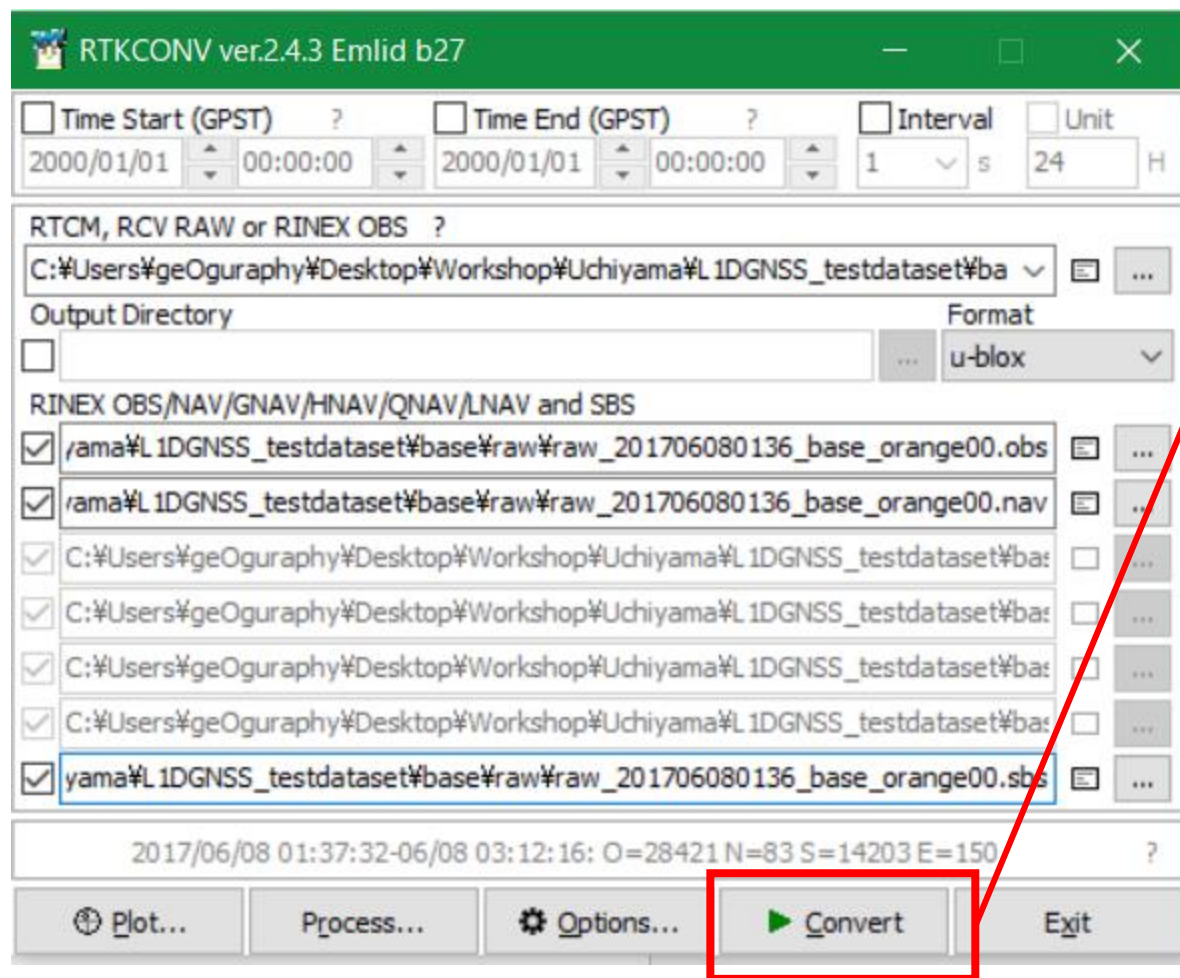 RTKCONV ver.2.4.3 Emlid b27
Time Start (GPST) ? Time End (GPST) ? Interval Unit
2000/01/01 00:00:00 2000/01/01 00:00:00 1 s 24 H
RTCM, RCV RAW or RINEX OBS ?
C:¥Users¥geOguraphy¥Desktop¥Workshop¥Uchiyama¥L1DGNSS_testdataset¥ba ...
Output Directory Format
... u-blox
RINEX OBS/NAV/GNAV/HNAV/QNAV/LNAV and SBS
yama¥L1DGNSS_testdataset¥base¥raw¥raw_201706080136_base_orange00.obs ...
yama¥L1DGNSS_testdataset¥base¥raw¥raw_201706080136_base_orange00.nav ...
C:¥Users¥geOguraphy¥Desktop¥Workshop¥Uchiyama¥L1DGNSS_testdataset¥bas ...
C:¥Users¥geOguraphy¥Desktop¥Workshop¥Uchiyama¥L1DGNSS_testdataset¥bas ...
C:¥Users¥geOguraphy¥Desktop¥Workshop¥Uchiyama¥L1DGNSS_testdataset¥bas ...
C:¥Users¥geOguraphy¥Desktop¥Workshop¥Uchiyama¥L1DGNSS_testdataset¥bas ...
yama¥L1DGNSS_testdataset¥base¥raw¥raw_201706080136_base_orange00.sbs ...
2017/06/08 01:37:32-06/08 03:12:16: O=28421 N=83 S=14203 E=150 ?
Plot... Process... Options... Convert Exit